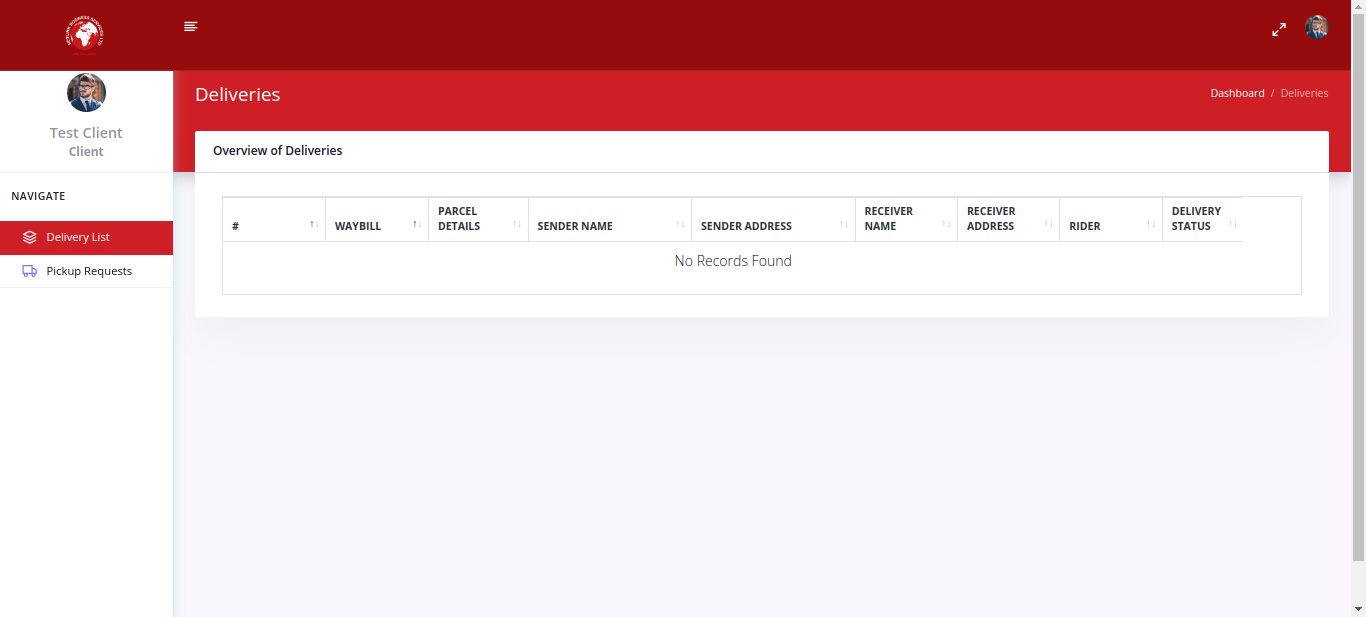 Deliveries
Dashboard / Deliveries
Test Client
Client
NAVIGATE
Delivery List
Pickup Requests
Overview of Deliveries
# WAYBILL PARCEL DETAILS SENDER NAME SENDER ADDRESS RECEIVER NAME RECEIVER ADDRESS RIDER DELIVERY STATUS
No Records Found